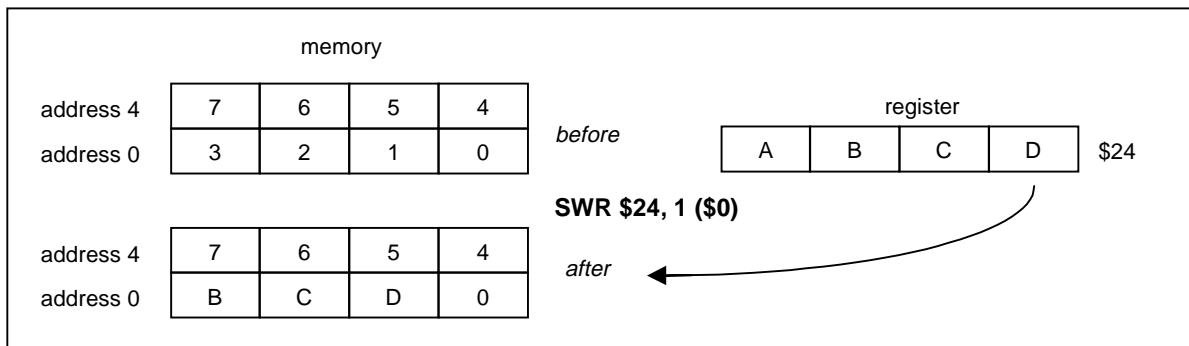 memory
address 4 7 6 5 4
address 0 3 2 1 0
before
register
A B C D $24
SWR $24, 1 ($0)
address 4 7 6 5 4
address 0 B C D 0
after